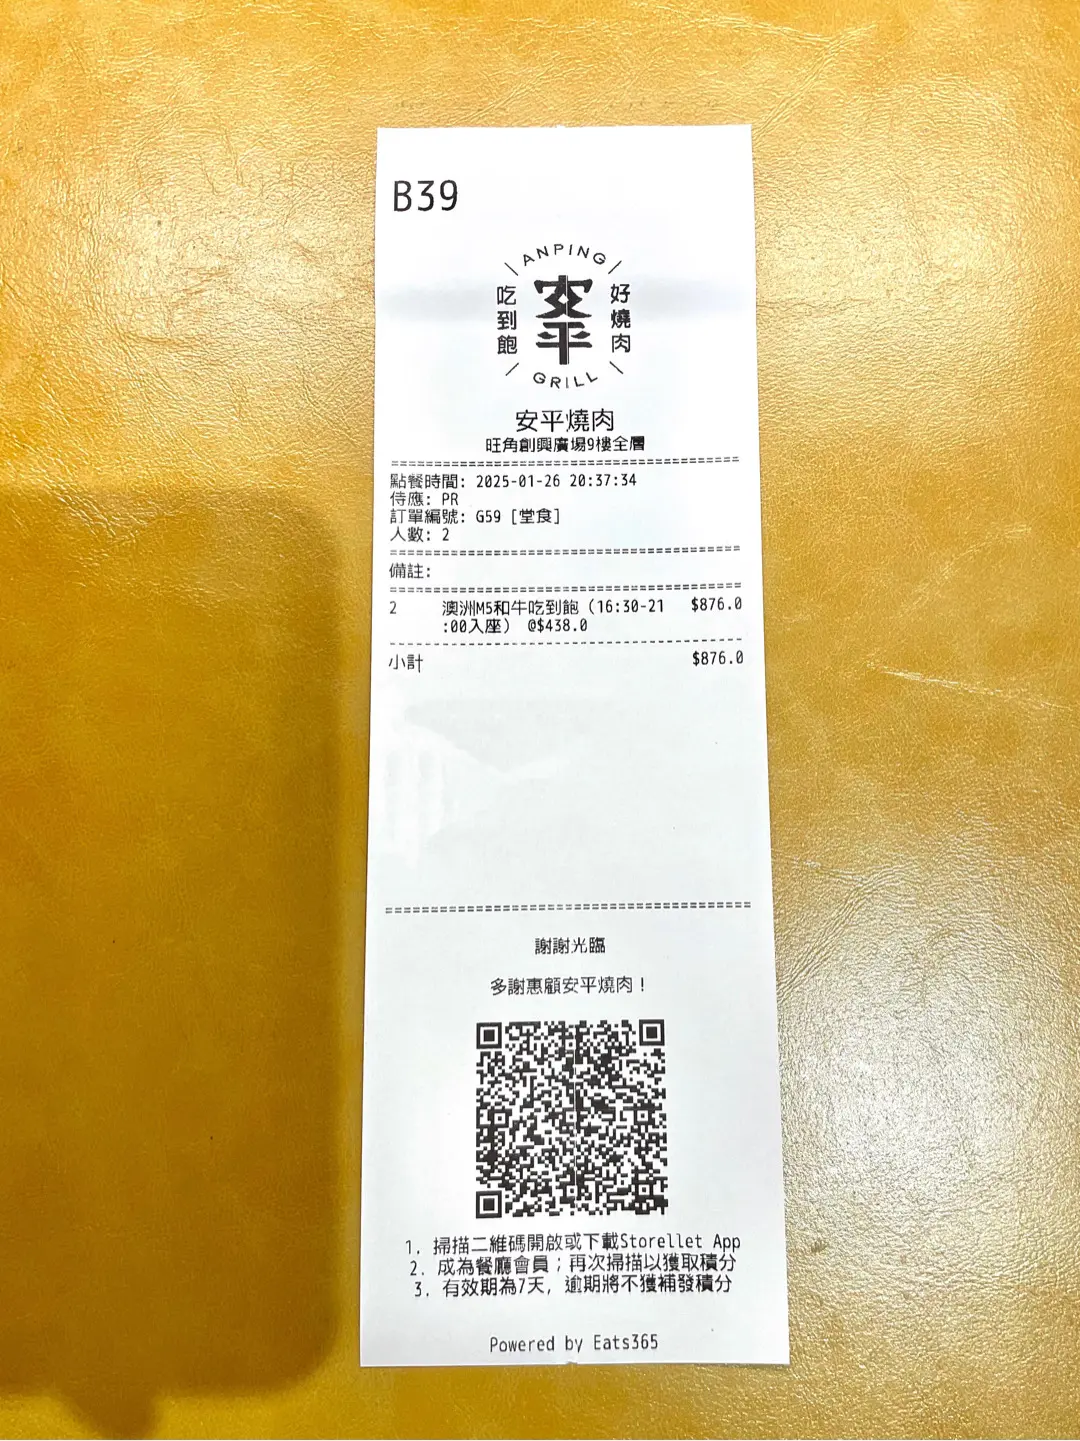 B39
ANPING
吃到飽
安平
好燒肉
GRILL
安平燒肉
旺角創興廣場9樓全層
點餐時間: 2025-01-26 20:37:34
侍應: PR
訂單編號: G59 [堂食]
人數: 2
備註:
2 澳洲M5和牛吃到飽（16:30-21 $876.0
:00入座） @$438.0
小計 $876.0
謝謝光臨
多謝惠顧安平燒肉！
1. 掃描二維碼開啟或下載Storellet App
2. 成為餐廳會員；再次掃描以獲取積分
3. 有效期為7天, 逾期將不獲補發積分
Powered by Eats365